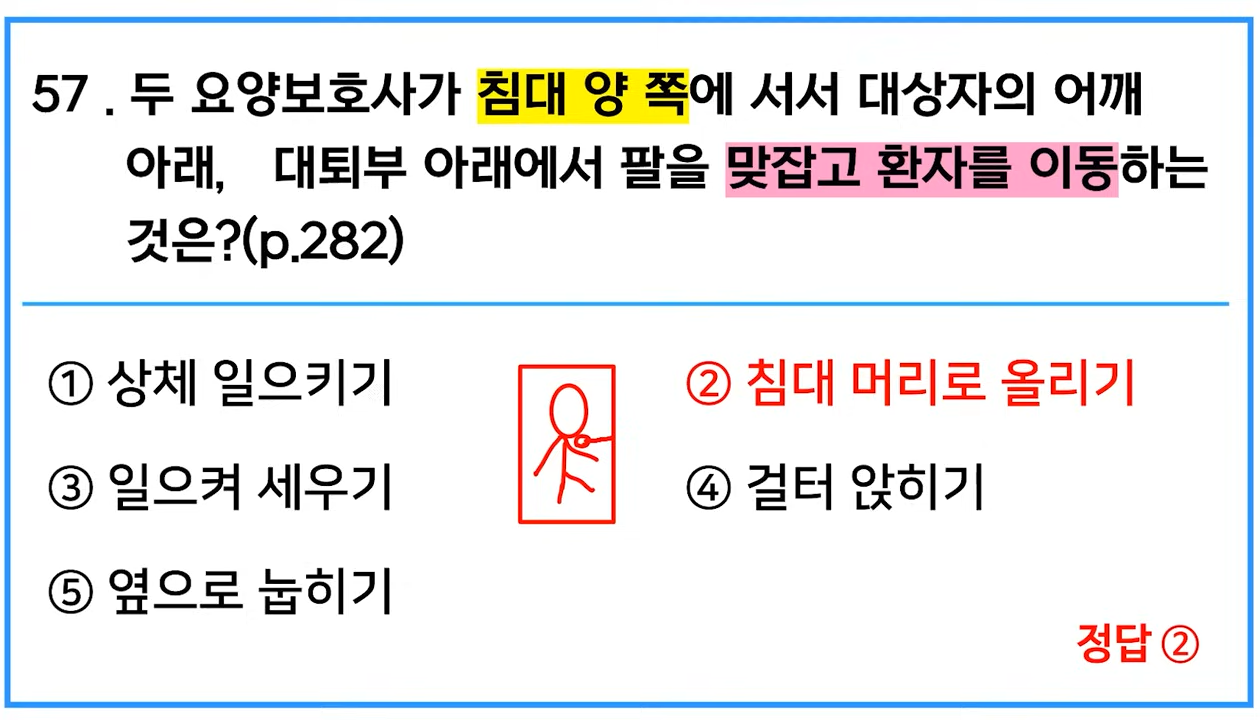 57 . 두 요양보호사가 침대 양 쪽에 서서 대상자의 어깨
아래, 대퇴부 아래에서 팔을 맞잡고 환자를 이동하는
것은?(p.282)
① 상체 일으키기
② 침대 머리로 올리기
③ 일으켜 세우기
④ 걸터 앉히기
⑤ 옆으로 눕히기
정답 ②